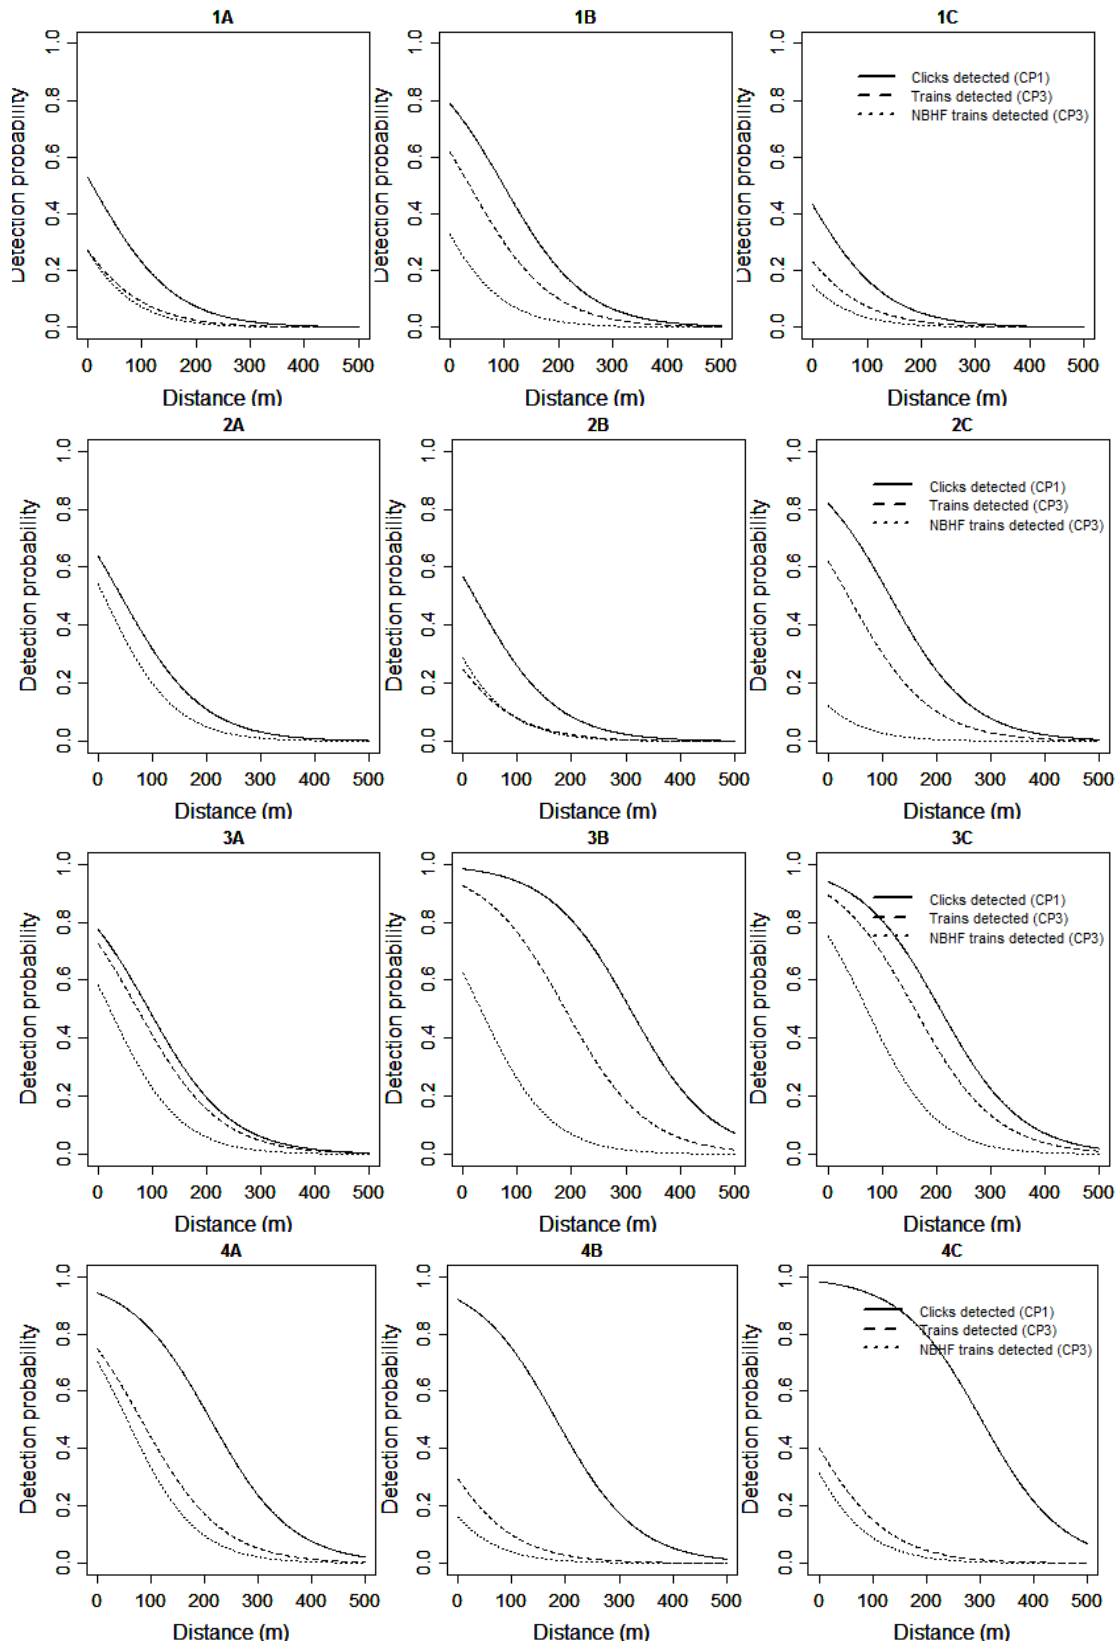 1A
1B
1C
Detection probability
0.0 0.2 0.4 0.6 0.8 1.0
Detection probability
0.0 0.2 0.4 0.6 0.8 1.0
Detection probability
0.0 0.2 0.4 0.6 0.8 1.0
Clicks detected (CP1)
Trains detected (CP3)
NBHF trains detected (CP3)
0 100 200 300 400 500
0 100 200 300 400 500
0 100 200 300 400 500
Distance (m)
Distance (m)
Distance (m)
2A
2B
2C
Detection probability
0.0 0.2 0.4 0.6 0.8 1.0
Detection probability
0.0 0.2 0.4 0.6 0.8 1.0
Detection probability
0.0 0.2 0.4 0.6 0.8 1.0
Clicks detected (CP1)
Trains detected (CP3)
NBHF trains detected (CP3)
0 100 200 300 400 500
0 100 200 300 400 500
0 100 200 300 400 500
Distance (m)
Distance (m)
Distance (m)
3A
3B
3C
Detection probability
0.0 0.2 0.4 0.6 0.8 1.0
Detection probability
0.0 0.2 0.4 0.6 0.8 1.0
Detection probability
0.0 0.2 0.4 0.6 0.8 1.0
Clicks detected (CP1)
Trains detected (CP3)
NBHF trains detected (CP3)
0 100 200 300 400 500
0 100 200 300 400 500
0 100 200 300 400 500
Distance (m)
Distance (m)
Distance (m)
4A
4B
4C
Detection probability
0.0 0.2 0.4 0.6 0.8 1.0
Detection probability
0.0 0.2 0.4 0.6 0.8 1.0
Detection probability
0.0 0.2 0.4 0.6 0.8 1.0
Clicks detected (CP1)
Trains detected (CP3)
NBHF trains detected (CP3)
0 100 200 300 400 500
0 100 200 300 400 500
0 100 200 300 400 500
Distance (m)
Distance (m)
Distance (m)